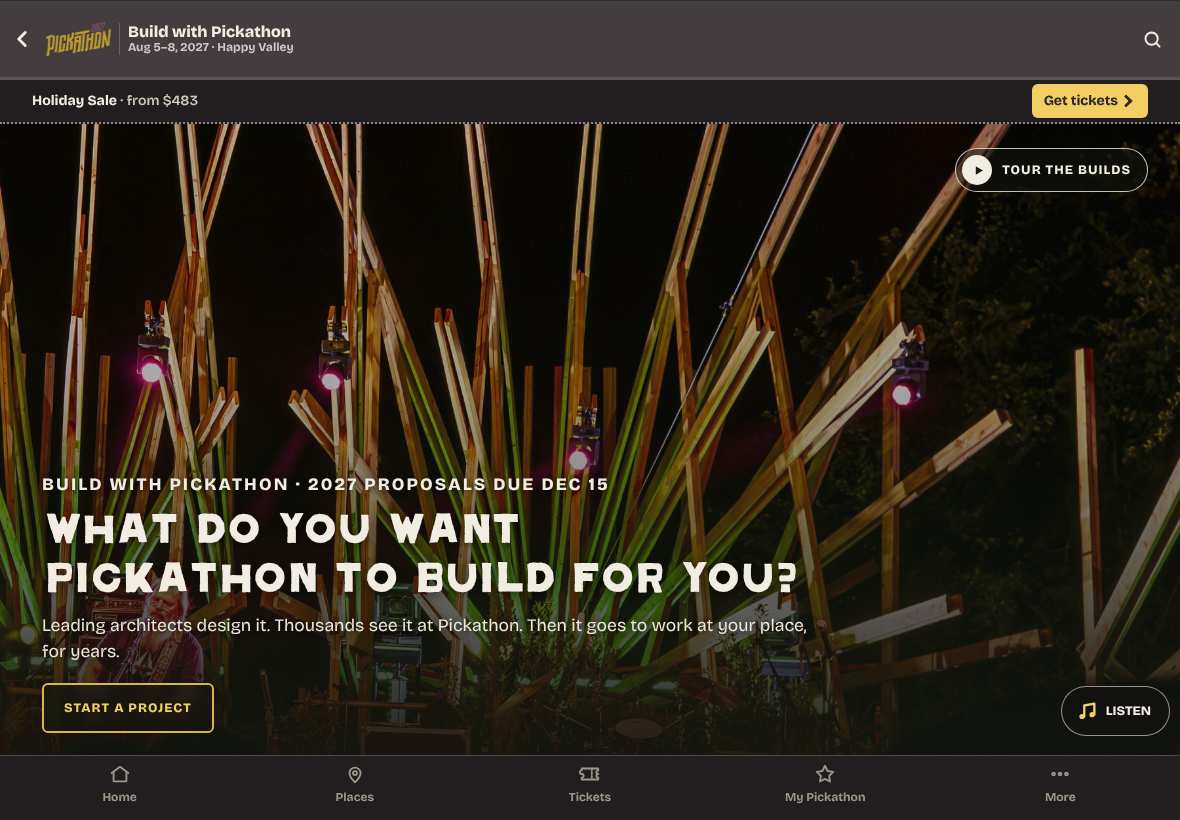 PICKATHON
Build with Pickathon
Aug 5–8, 2027 · Happy Valley
Holiday Sale · from $483
Get tickets
TOUR THE BUILDS
BUILD WITH PICKATHON · 2027 PROPOSALS DUE DEC 15
WHAT DO YOU WANT
PICKATHON TO BUILD FOR YOU?
Leading architects design it. Thousands see it at Pickathon. Then it goes to work at your place,
for years.
START A PROJECT
LISTEN
Home
Places
Tickets
My Pickathon
More